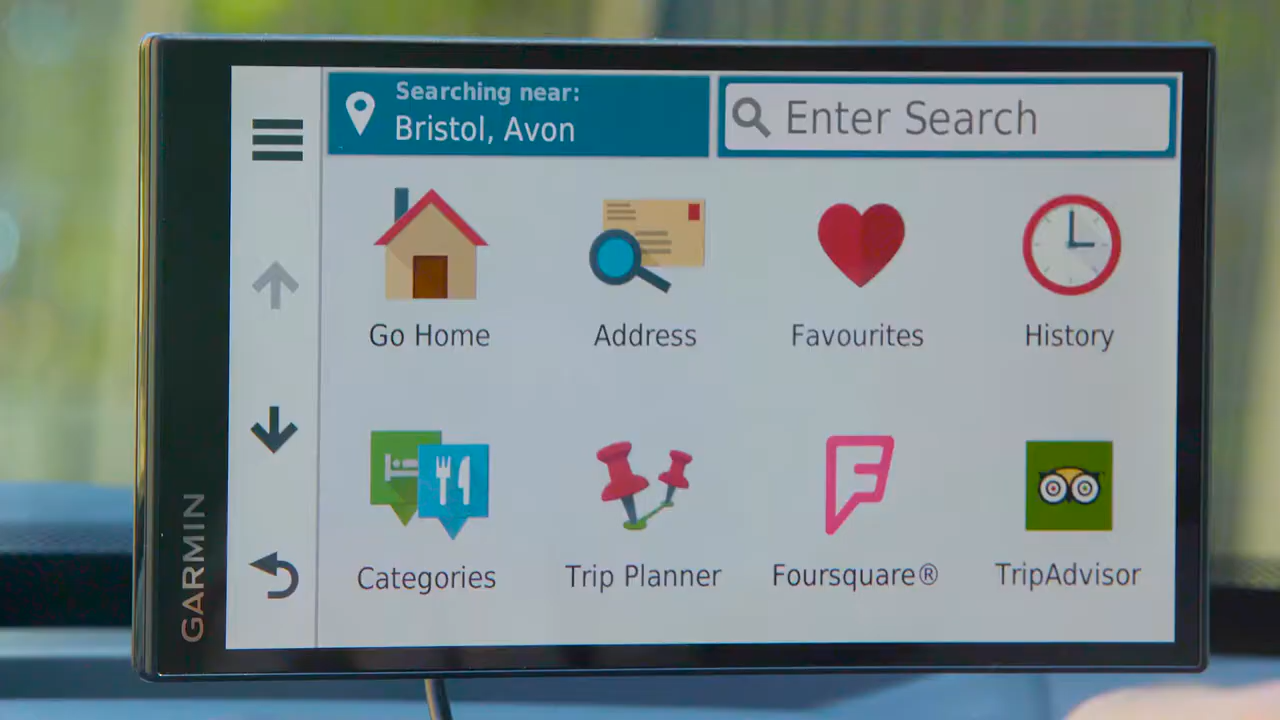 Searching near:
Bristol, Avon
Enter Search
Go Home
Address
Favourites
History
Categories
Trip Planner
Foursquare®
TripAdvisor
GARMIN